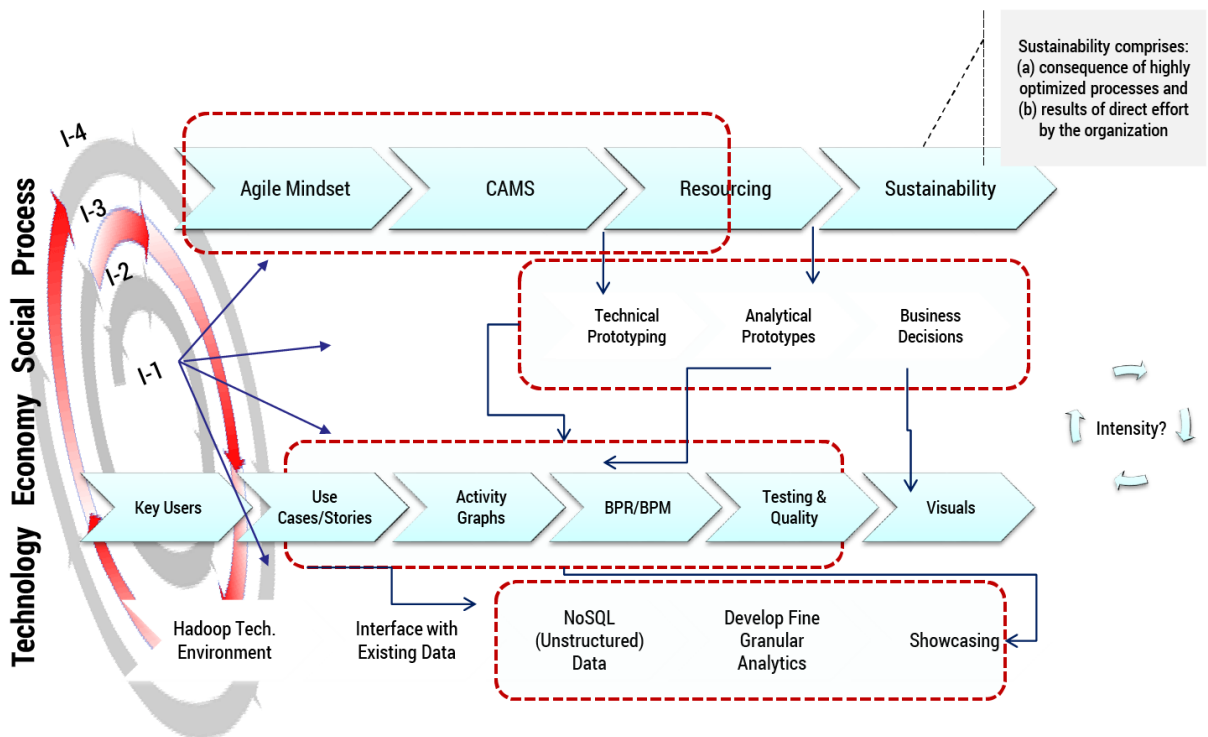 Sustainability comprises:
(a) consequence of highly
optimized processes and
(b) results of direct effort
by the organization
I-4
I-3
I-2
I-1
Technology Economy Social Process
Agile Mindset
CAMS
Resourcing
Sustainability
Technical
Prototyping
Analytical
Prototypes
Business
Decisions
Intensity?
Key Users
Use
Cases/Stories
Activity
Graphs
BPR/BPM
Testing &
Quality
Visuals
Hadoop Tech.
Environment
Interface with
Existing Data
NoSQL
(Unstructured)
Data
Develop Fine
Granular
Analytics
Showcasing